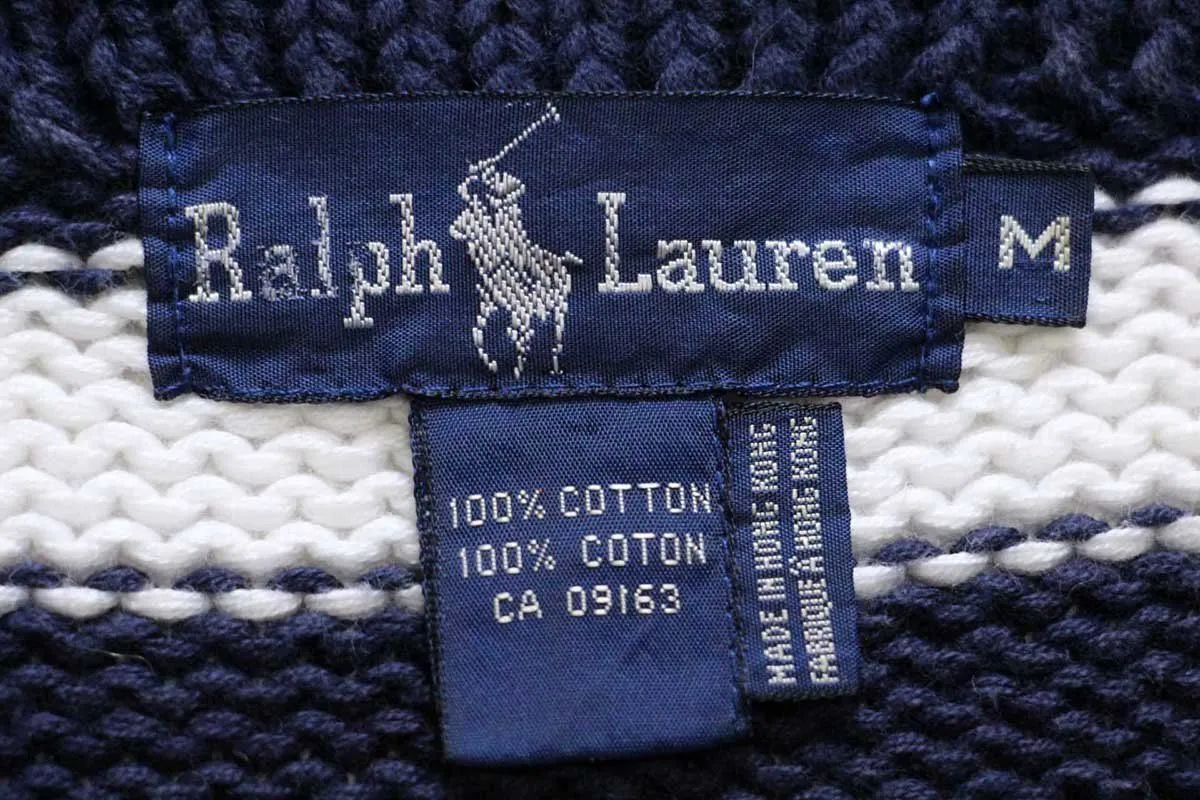 Ralph Lauren
M
100% COTTON
100% COTON
CA 09163
MADE IN HONG KONG
FABRIQUÉ À HONG KONG